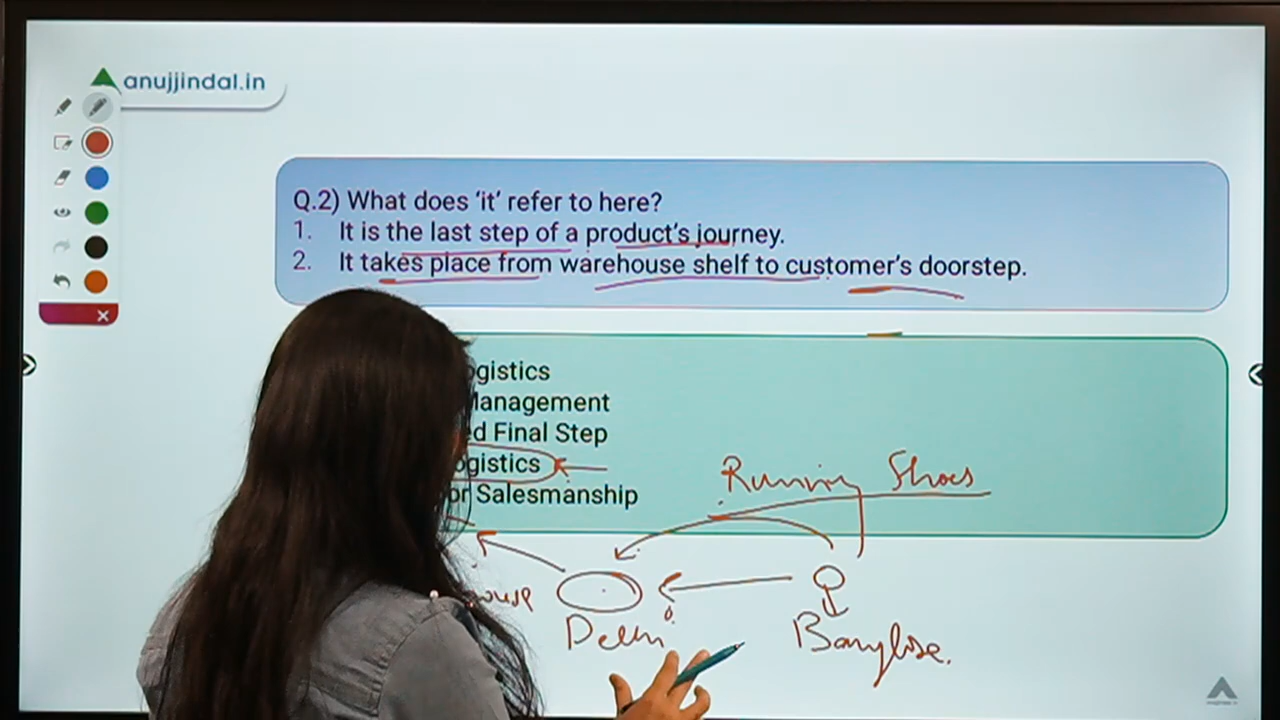 anujjindal.in
Q.2) What does ‘it’ refer to here?
1. It is the last step of a product’s journey.
2. It takes place from warehouse shelf to customer’s doorstep.
ogistics
Management
ed Final Step
ogistics
or Salesmanship
Running Shoes
Delhi